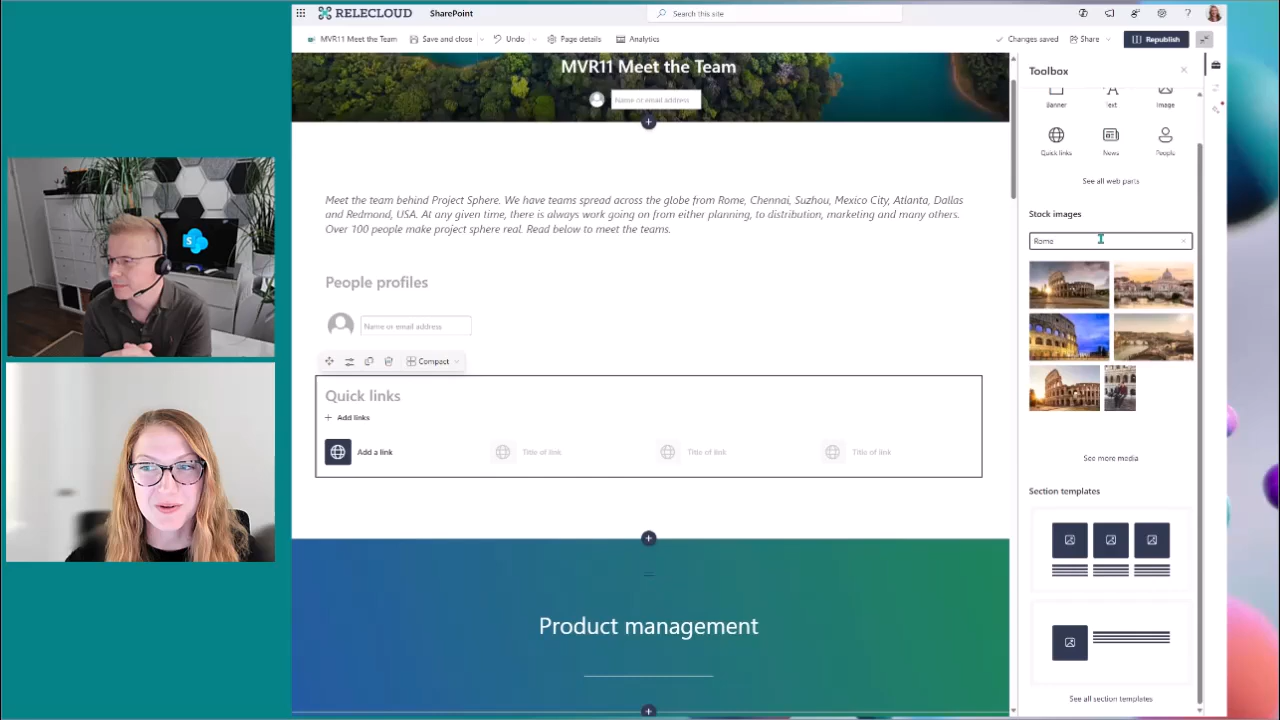 RELECLOUD
SharePoint
Search this site
MVR11 Meet the Team
Save and close
Undo
Page details
Analytics
Changes saved
Share
Republish
MVR11 Meet the Team
Name or email address
Meet the team behind Project Sphere. We have teams spread across the globe from Rome, Chennai, Suzhou, Mexico City, Atlanta, Dallas
and Redmond, USA. At any given time, there is always work going on from either planning, to distribution, marketing and many others.
Over 100 people make project sphere real. Read below to meet the teams.
People profiles
Name or email address
Compact
Quick links
Add links
Add a link
Title of link
Title of link
Title of link
Product management
Toolbox
Banner
Text
Image
Quick links
News
People
See all web parts
Stock images
Rome
See more media
Section templates
See all section templates